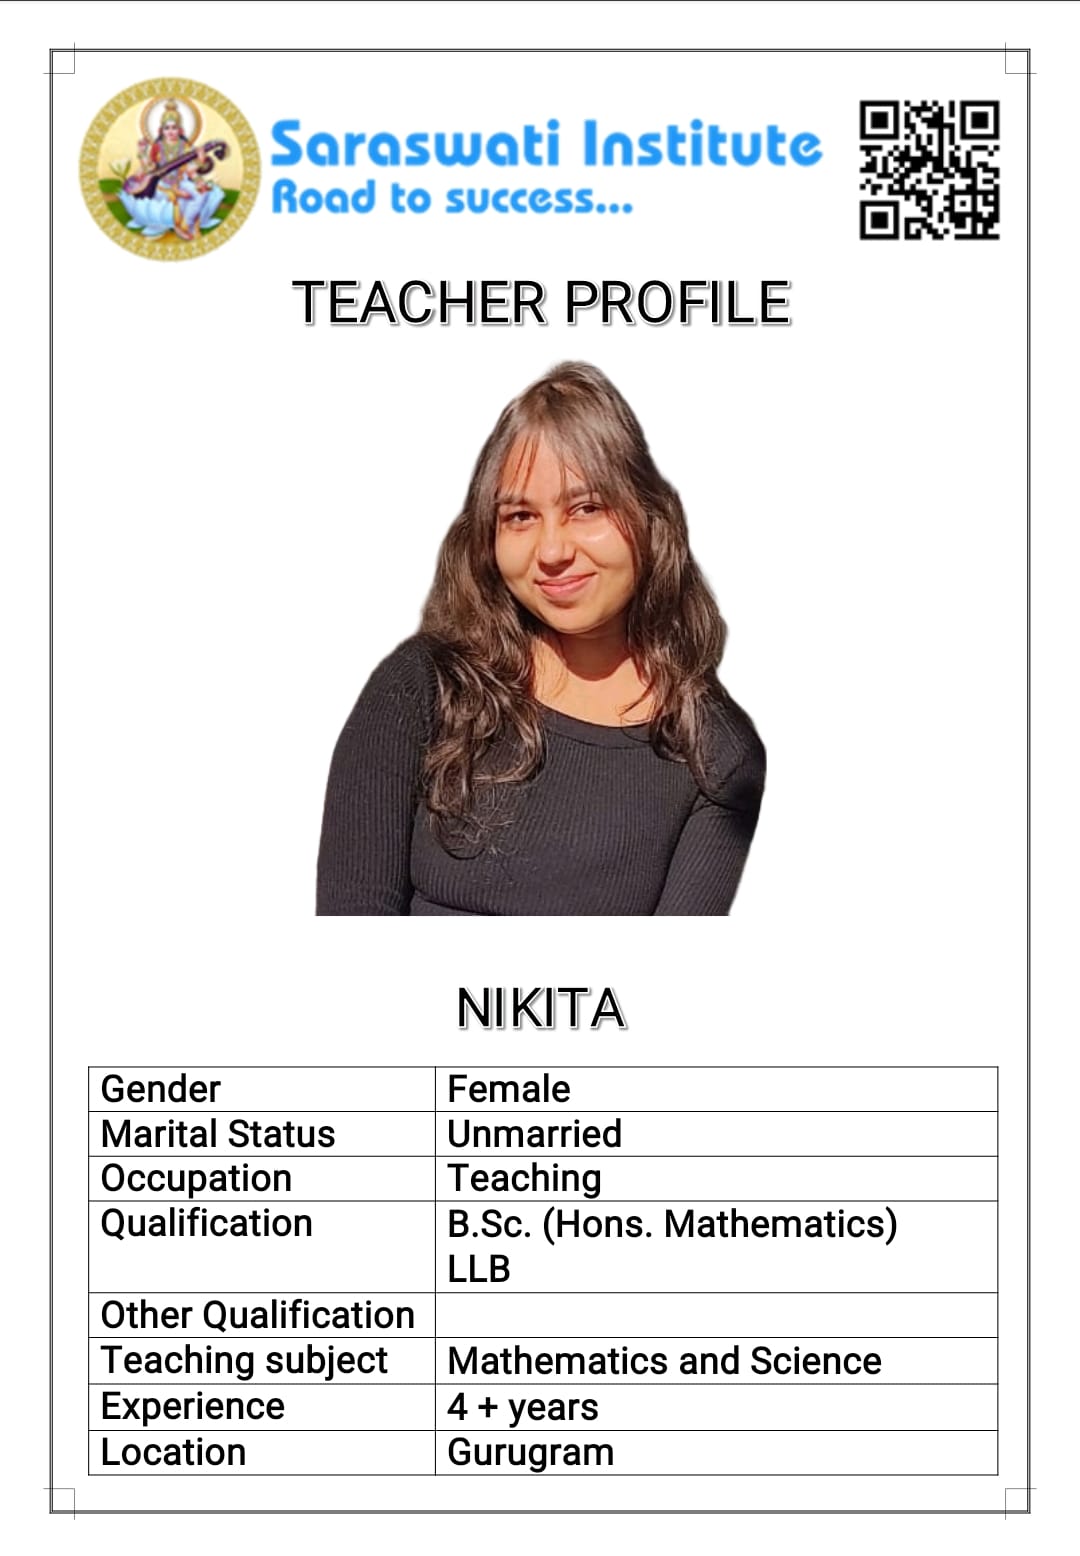 Saraswati Institute
Road to success...
TEACHER PROFILE
NIKITA
Gender Female
Marital Status Unmarried
Occupation Teaching
Qualification B.Sc. (Hons. Mathematics)
LLB
Other Qualification
Teaching subject Mathematics and Science
Experience 4 + years
Location Gurugram